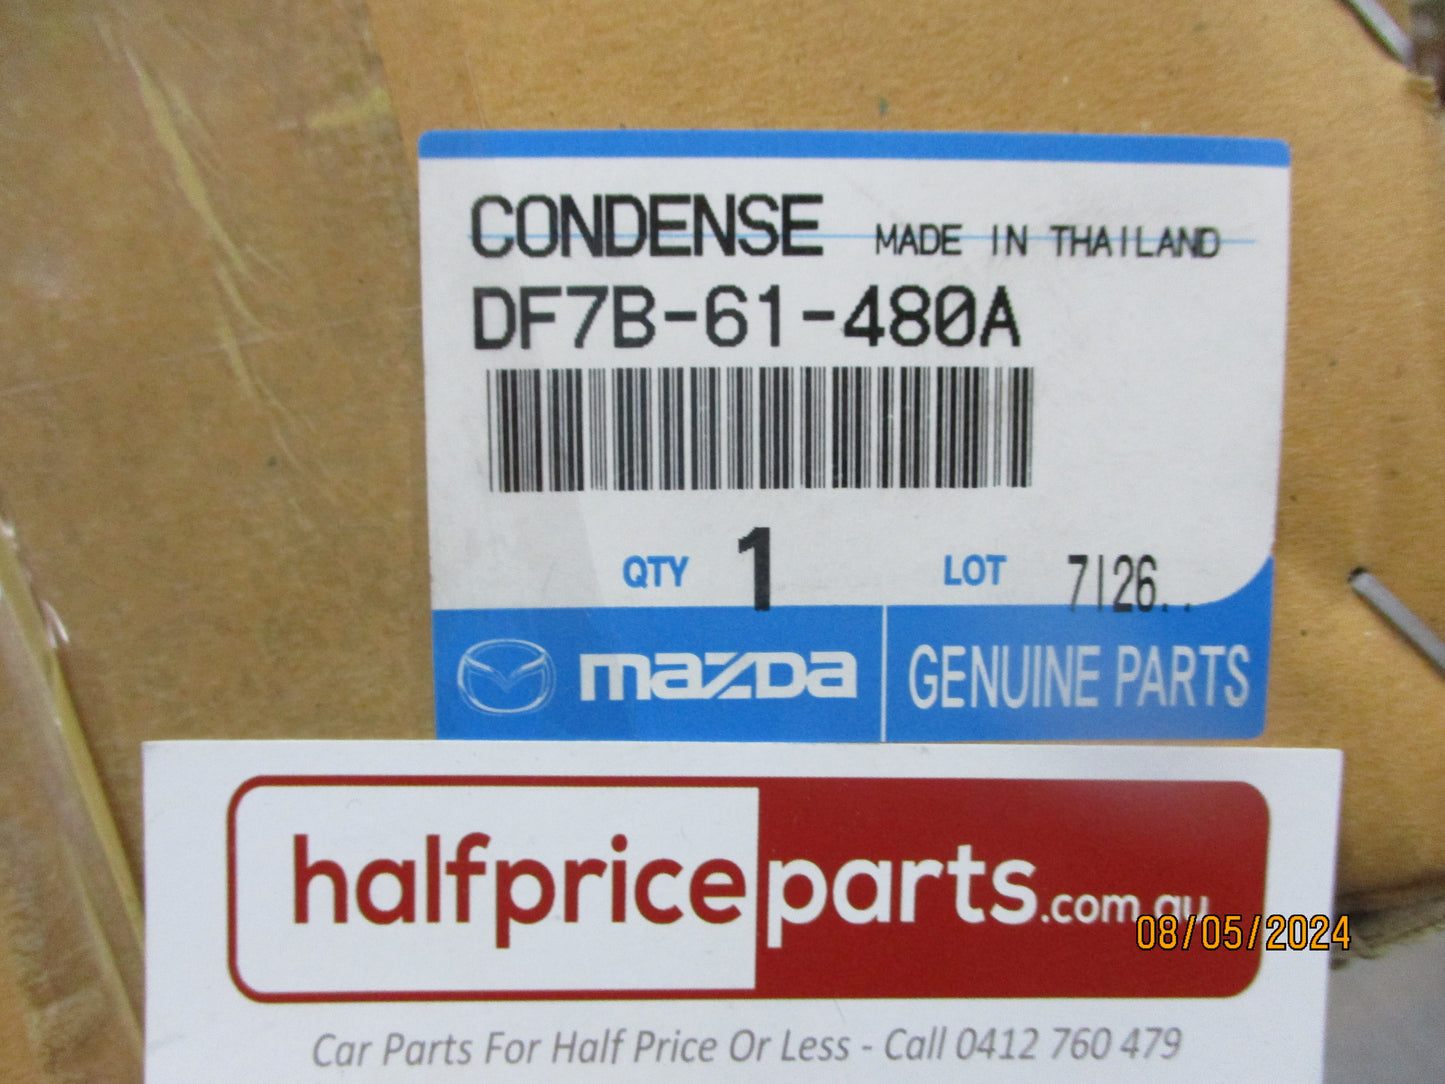 CONDENSE MADE IN THAILAND
DF7B-61-480A
QTY 1 LOT 7126..
mazda GENUINE PARTS
halfpriceparts.com.au
08/05/2024
Car Parts For Half Price Or Less - Call 0412 760 479